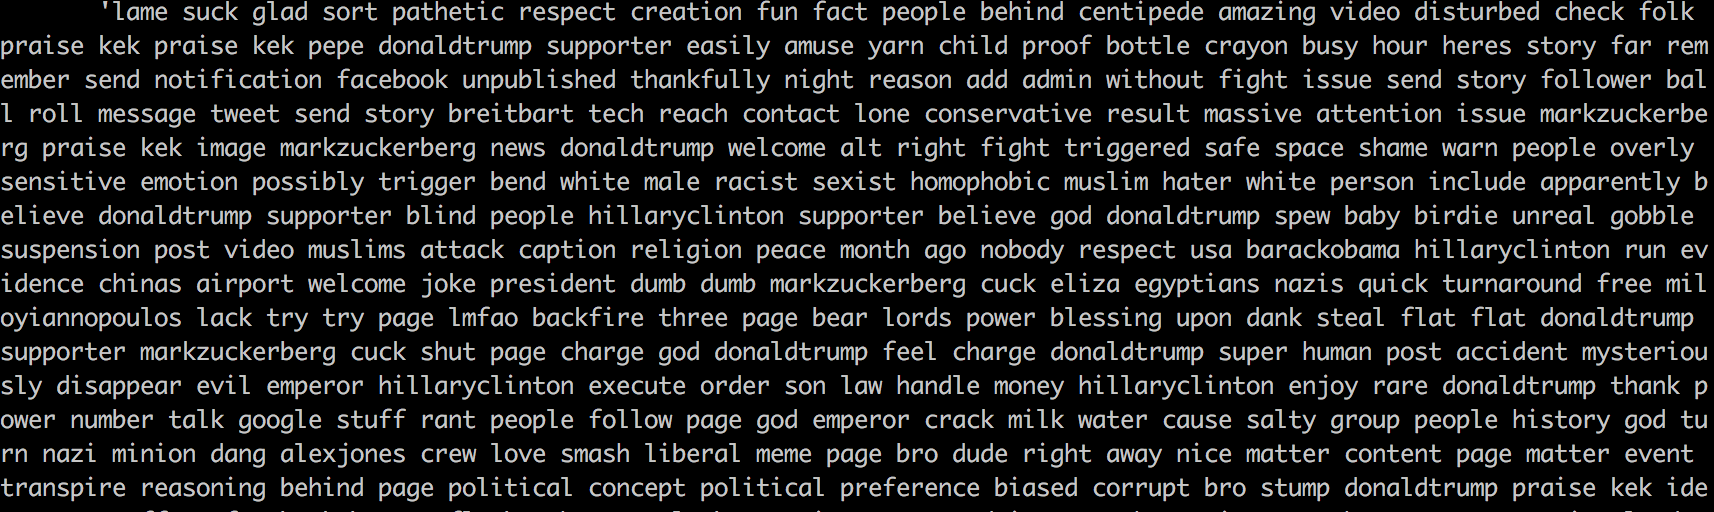 'lame suck glad sort pathetic respect creation fun fact people behind centipede amazing video disturbed check folk
praise kek praise kek pepe donaldtrump supporter easily amuse yarn child proof bottle crayon busy hour heres story far rem
ember send notification facebook unpublished thankfully night reason add admin without fight issue send story follower bal
l roll message tweet send story breitbart tech reach contact lone conservative result massive attention issue markzuckerbe
rg praise kek image markzuckerberg news donaldtrump welcome alt right fight triggered safe space shame warn people overly
sensitive emotion possibly trigger bend white male racist sexist homophobic muslim hater white person include apparently b
elieve donaldtrump supporter blind people hillaryclinton supporter believe god donaldtrump spew baby birdie unreal gobble
suspension post video muslims attack caption religion peace month ago nobody respect usa barackobama hillaryclinton run ev
idence chinas airport welcome joke president dumb dumb markzuckerberg cuck eliza egyptians nazis quick turnaround free mil
oyiannopoulos lack try try page lmfao backfire three page bear lords power blessing upon dank steal flat flat donaldtrump
supporter markzuckerberg cuck shut page charge god donaldtrump feel charge donaldtrump super human post accident mysteriou
sly disappear evil emperor hillaryclinton execute order son law handle money hillaryclinton enjoy rare donaldtrump thank p
ower number talk google stuff rant people follow page god emperor crack milk water cause salty group people history god tu
rn nazi minion dang alexjones crew love smash liberal meme page bro dude right away nice matter content page matter event
transpire reasoning behind page political concept political preference biased corrupt bro stump donaldtrump praise kek ide